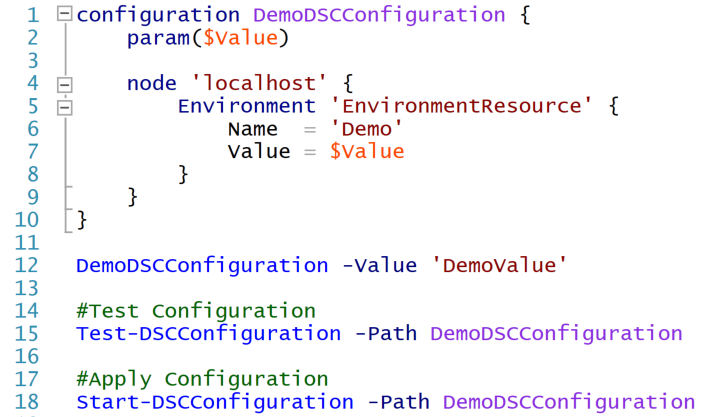 1 configuration DemoDSCConfiguration {
2     param($Value)
3
4     node 'localhost' {
5         Environment 'EnvironmentResource' {
6             Name  = 'Demo'
7             Value = $Value
8         }
9     }
10 }
11
12 DemoDSCConfiguration -Value 'DemoValue'
13
14 #Test Configuration
15 Test-DSCConfiguration -Path DemoDSCConfiguration
16
17 #Apply Configuration
18 Start-DSCConfiguration -Path DemoDSCConfiguration